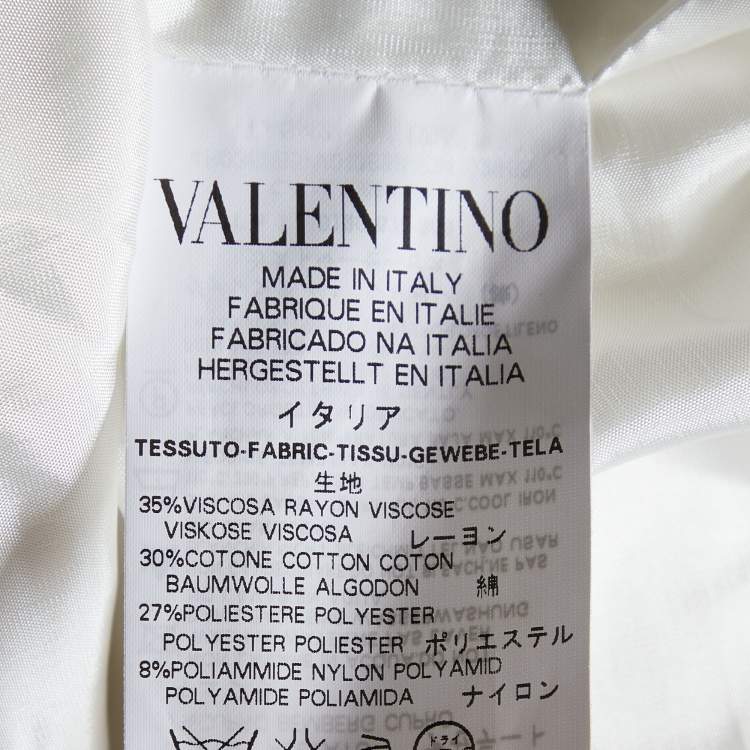 VALENTINO
MADE IN ITALY
FABRIQUE EN ITALIE
FABRICADO NA ITALIA
HERGESTELLT EN ITALIA
イタリア
TESSUTO-FABRIC-TISSU-GEWEBE-TELA
生地
35%VISCOSA RAYON VISCOSE
VISKOSE VISCOSA レーヨン
30%COTONE COTTON COTON
BAUMWOLLE ALGODON 綿
27%POLIESTERE POLYESTER
POLYESTER POLIESTER ポリエステル
8%POLIAMMIDE NYLON POLYAMID
POLYAMIDE POLIAMIDA ナイロン
ドライ